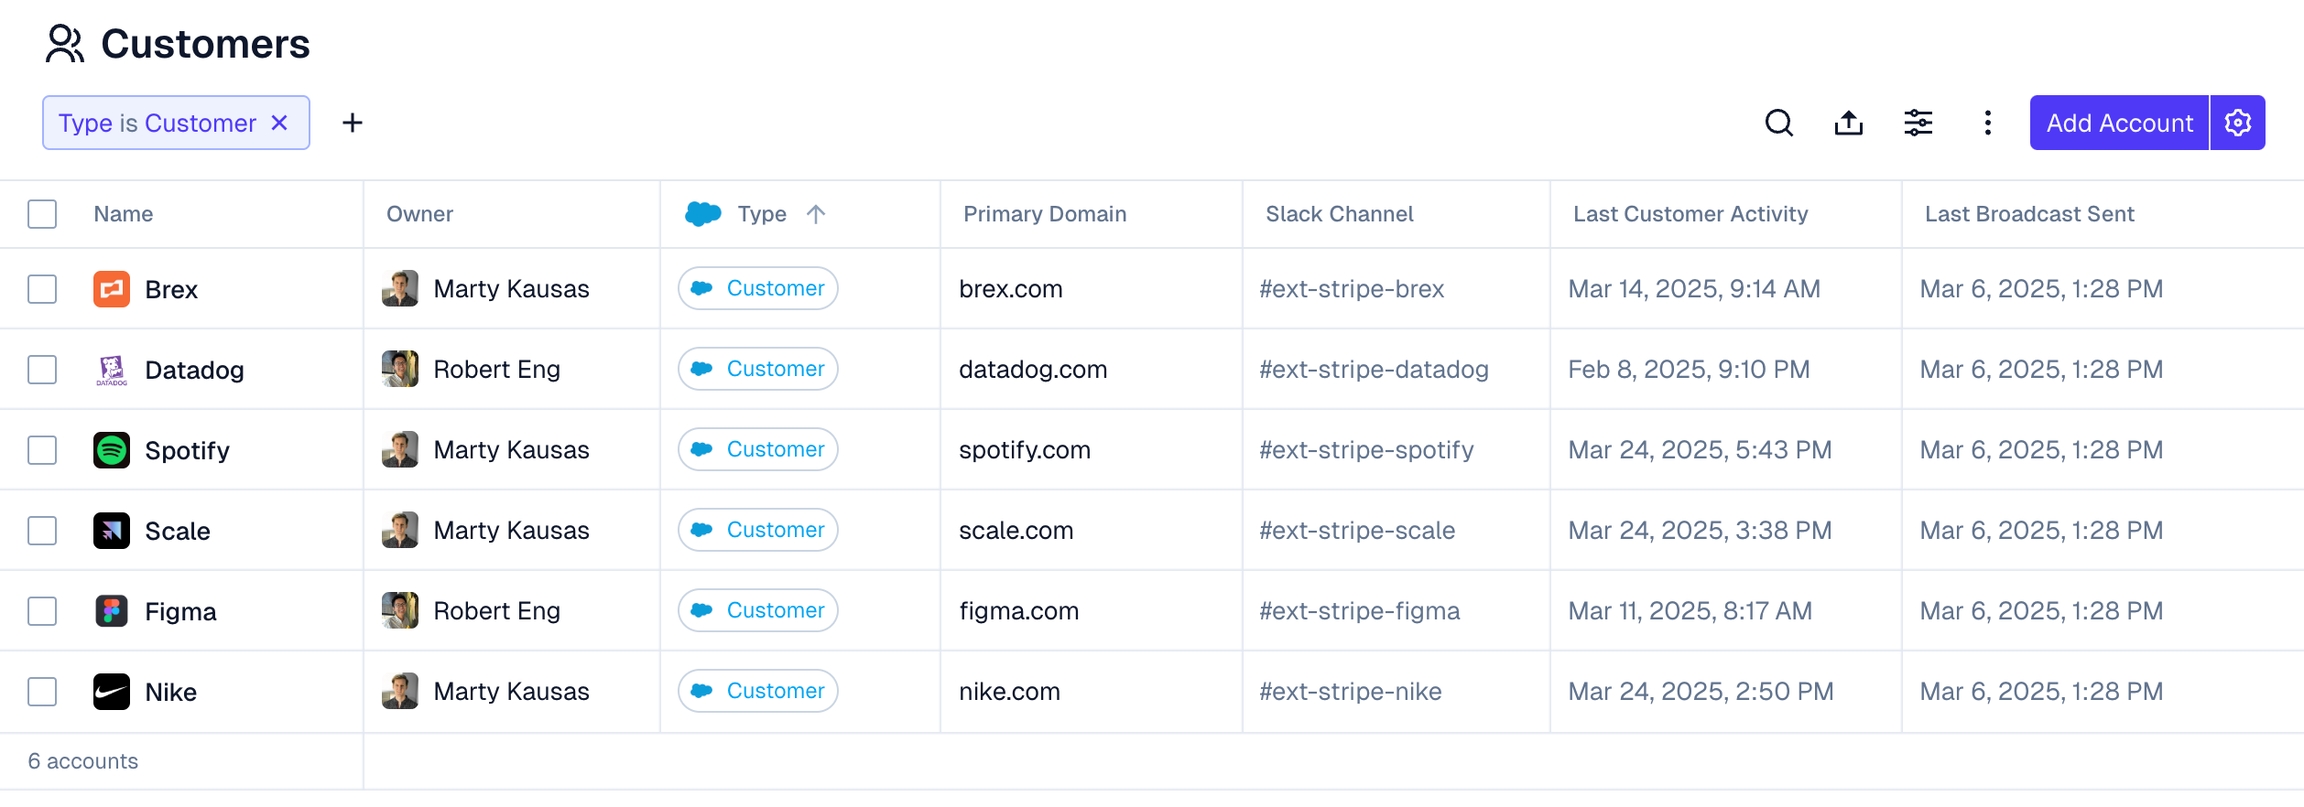 Customers
Type is Customer
Add Account
Name Owner Type Primary Domain Slack Channel Last Customer Activity Last Broadcast Sent
Brex Marty Kausas Customer brex.com #ext-stripe-brex Mar 14, 2025, 9:14 AM Mar 6, 2025, 1:28 PM
DATADOG Datadog Robert Eng Customer datadog.com #ext-stripe-datadog Feb 8, 2025, 9:10 PM Mar 6, 2025, 1:28 PM
Spotify Marty Kausas Customer spotify.com #ext-stripe-spotify Mar 24, 2025, 5:43 PM Mar 6, 2025, 1:28 PM
Scale Marty Kausas Customer scale.com #ext-stripe-scale Mar 24, 2025, 3:38 PM Mar 6, 2025, 1:28 PM
Figma Robert Eng Customer figma.com #ext-stripe-figma Mar 11, 2025, 8:17 AM Mar 6, 2025, 1:28 PM
Nike Marty Kausas Customer nike.com #ext-stripe-nike Mar 24, 2025, 2:50 PM Mar 6, 2025, 1:28 PM
6 accounts